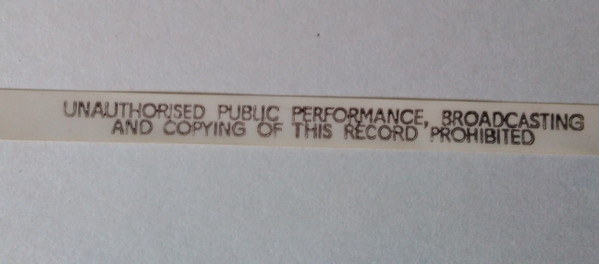 UNAUTHORISED PUBLIC PERFORMANCE, BROADCASTING
AND COPYING OF THIS RECORD PROHIBITED